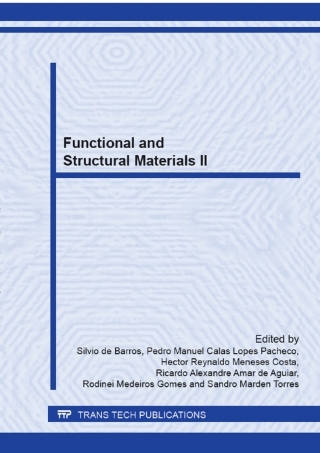 Functional and
Structural Materials II
Edited by
Silvio de Barros, Pedro Manuel Calas Lopes Pacheco,
Hector Reynaldo Meneses Costa,
Ricardo Alexandre Amar de Aguiar,
Rodinei Medeiros Gomes and Sandro Marden Torres
TTP TRANS TECH PUBLICATIONS